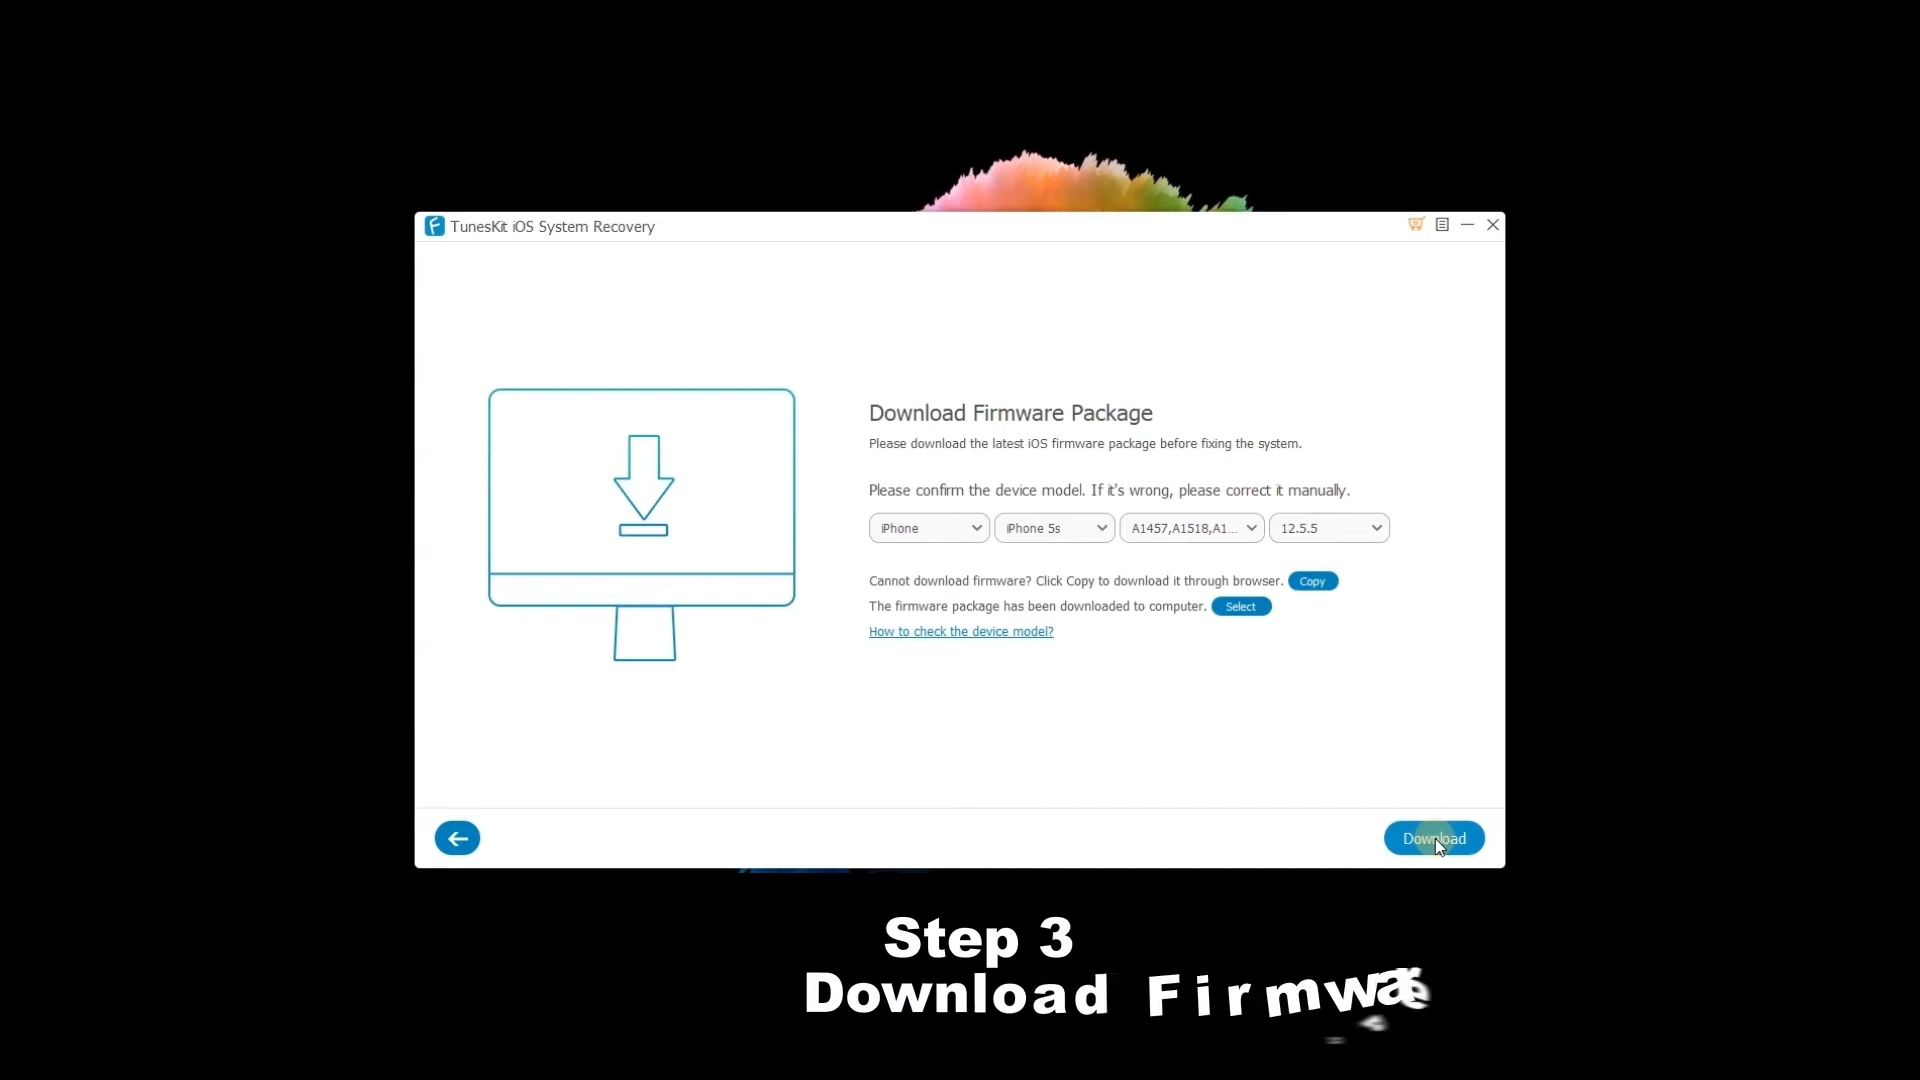 TunesKit iOS System Recovery
Download Firmware Package
Please download the latest iOS firmware package before fixing the system.
Please confirm the device model. If it's wrong, please correct it manually.
iPhone iPhone 5s A1457,A1518,A1... 12.5.5
Cannot download firmware? Click Copy to download it through browser. Copy
The firmware package has been downloaded to computer. Select
How to check the device model?
Download
Step 3
Download Firmware